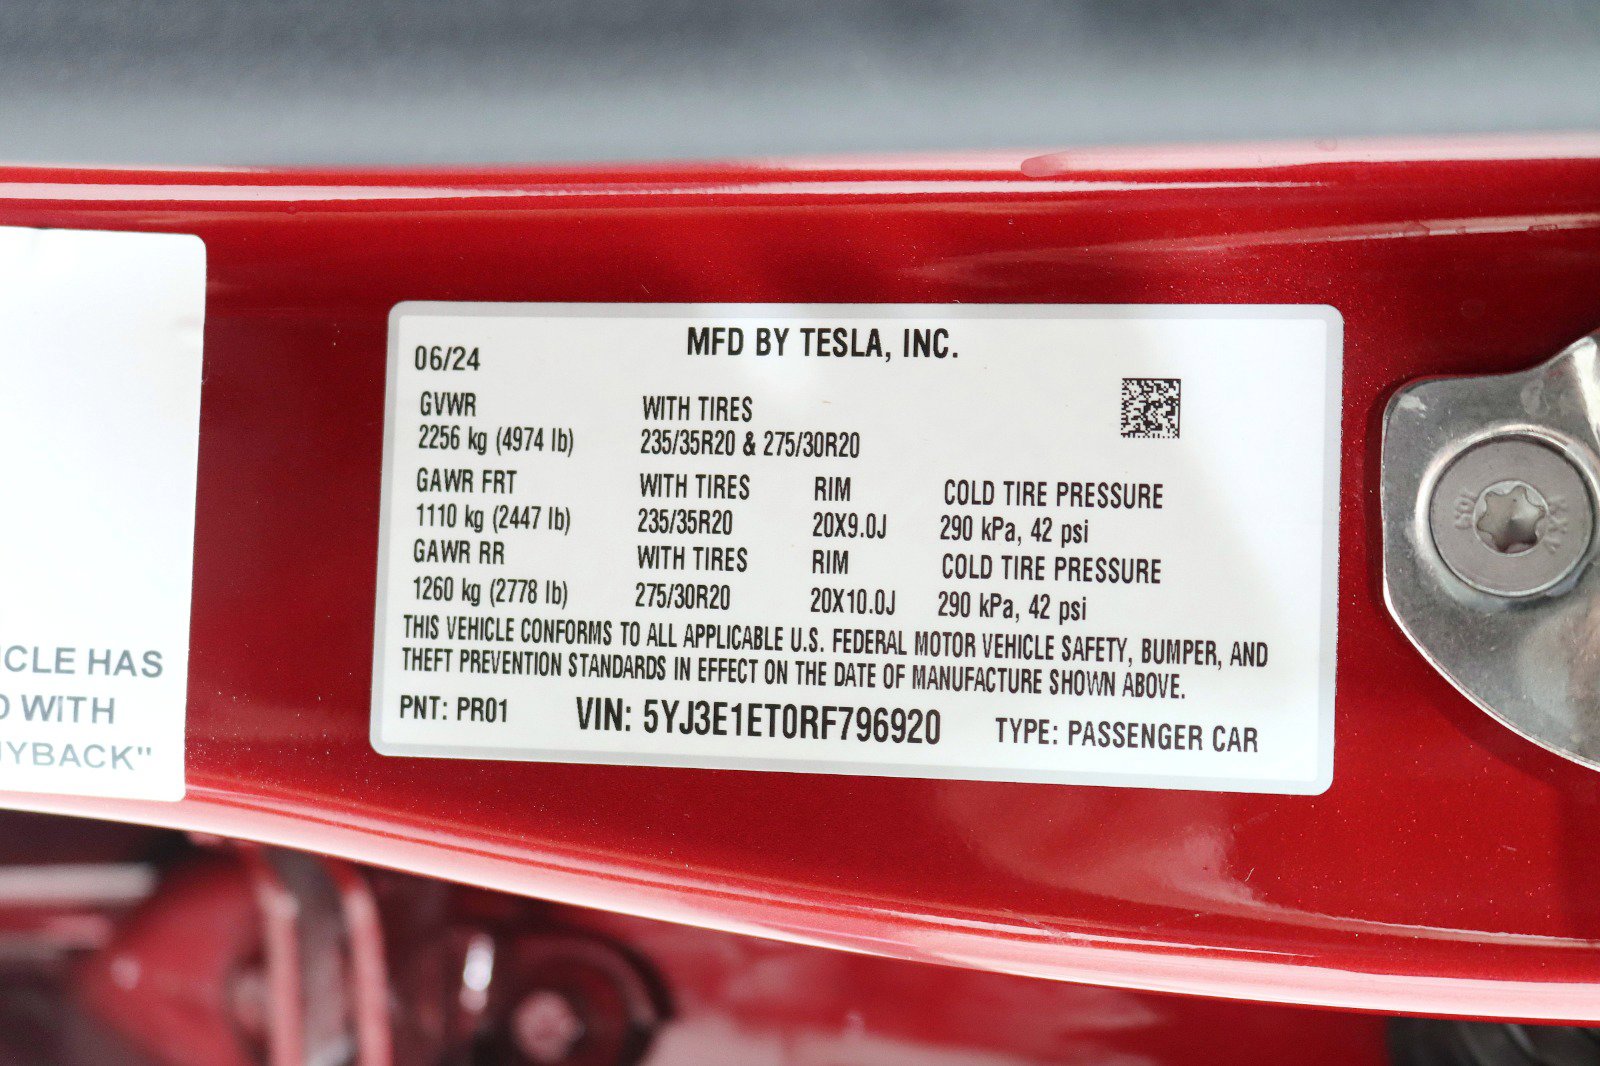 ICLE HAS
WITH
YBACK"
MFD BY TESLA, INC.
06/24
GVWR WITH TIRES
2256 kg (4974 lb) 235/35R20 & 275/30R20
GAWR FRT WITH TIRES RIM COLD TIRE PRESSURE
1110 kg (2447 lb) 235/35R20 20X9.0J 290 kPa, 42 psi
GAWR RR WITH TIRES RIM COLD TIRE PRESSURE
1260 kg (2778 lb) 275/30R20 20X10.0J 290 kPa, 42 psi
THIS VEHICLE CONFORMS TO ALL APPLICABLE U.S. FEDERAL MOTOR VEHICLE SAFETY, BUMPER, AND
THEFT PREVENTION STANDARDS IN EFFECT ON THE DATE OF MANUFACTURE SHOWN ABOVE.
PNT: PR01 VIN: 5YJ3E1ET0RF796920 TYPE: PASSENGER CAR